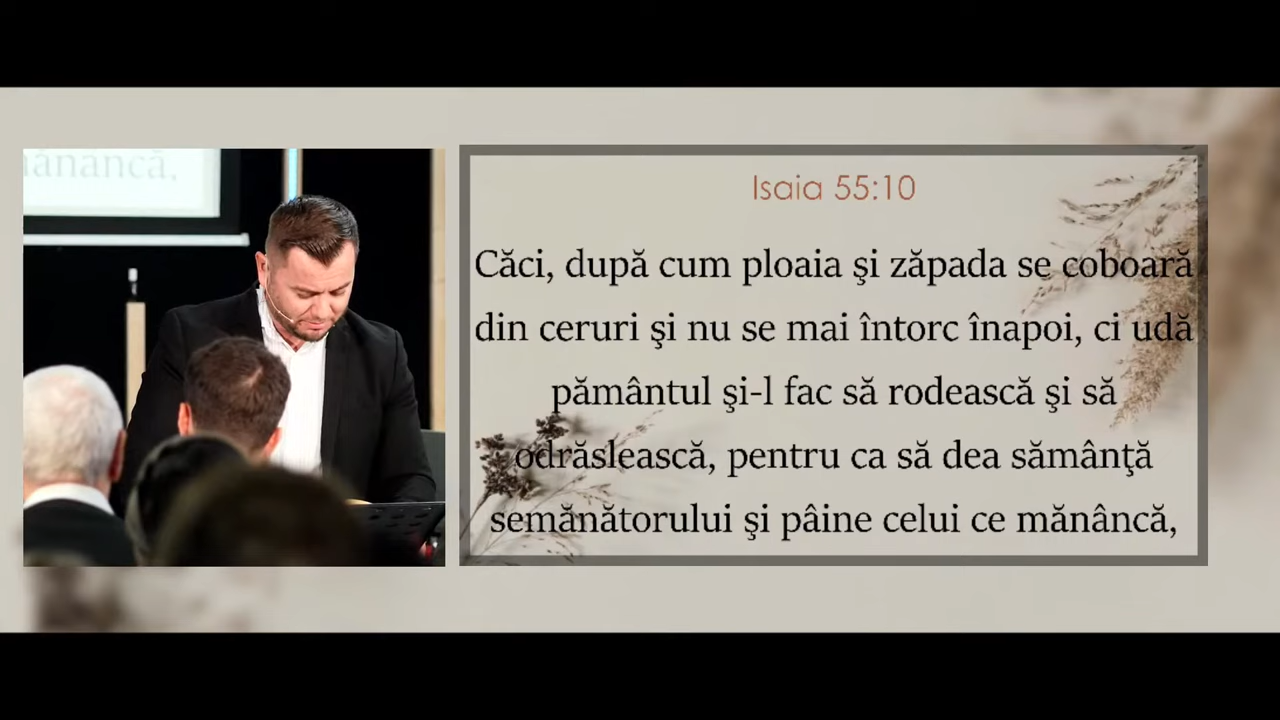 mănâncă,
Isaia 55:10
Căci, după cum ploaia şi zăpada se coboară
din ceruri şi nu se mai întorc înapoi, ci udă
pământul şi-l fac să rodească şi să
odrăslească, pentru ca să dea sămânţă
semănătorului şi pâine celui ce mănâncă,